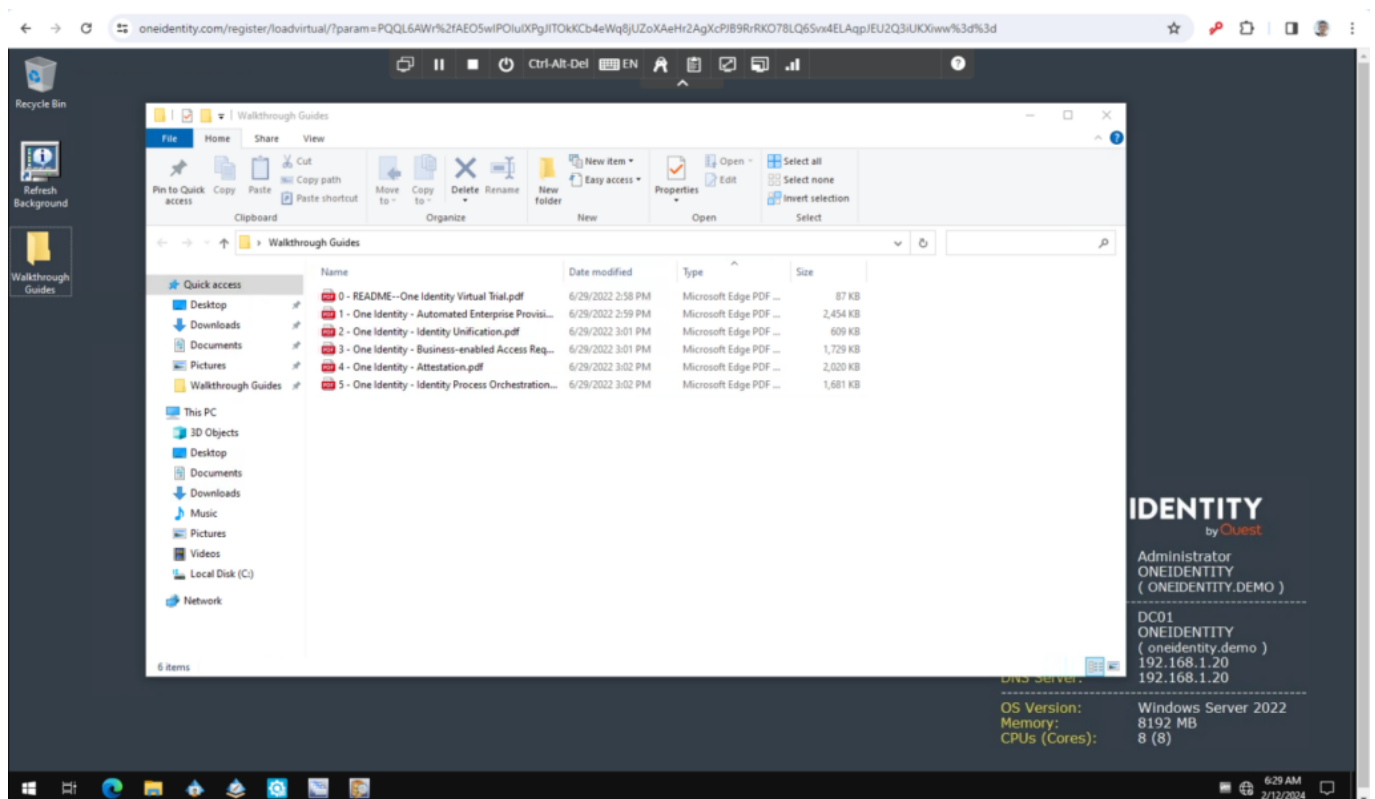 oneidentity.com/register/loadvirtual/?param=PQQL6AWr%2fAEO5wIPOIuIXPgJITOkKCb4eWq8jUZoXAeHr2AgXcPJB9RrRKO78LQ6Svx4ELAqpJEU2Q3iUKXiww%3d%3d
Ctrl-Alt-Del EN
Recycle Bin
Refresh
Background
Walkthrough
Guides
Walkthrough Guides
File Home Share View
Pin to Quick
access
Copy
Paste
Cut
Copy path
Paste shortcut
Clipboard
Move
to
Copy
to
Delete
Rename
Organize
New
folder
New item
Easy access
New
Properties
Open
Edit
Open
Select all
Select none
Invert selection
Select
> Walkthrough Guides
Name Date modified Type Size
0 - README--One Identity Virtual Trial.pdf 6/29/2022 2:58 PM Microsoft Edge PDF ... 87 KB
1 - One Identity - Automated Enterprise Provisi... 6/29/2022 2:59 PM Microsoft Edge PDF ... 2,454 KB
2 - One Identity - Identity Unification.pdf 6/29/2022 3:01 PM Microsoft Edge PDF ... 609 KB
3 - One Identity - Business-enabled Access Req... 6/29/2022 3:01 PM Microsoft Edge PDF ... 1,729 KB
4 - One Identity - Attestation.pdf 6/29/2022 3:02 PM Microsoft Edge PDF ... 2,020 KB
5 - One Identity - Identity Process Orchestration... 6/29/2022 3:02 PM Microsoft Edge PDF ... 1,681 KB
Quick access
Desktop
Downloads
Documents
Pictures
Walkthrough Guides
This PC
3D Objects
Desktop
Documents
Downloads
Music
Pictures
Videos
Local Disk (C:)
Network
6 items
IDENTITY
by Quest
Administrator
ONEIDENTITY
( ONEIDENTITY.DEMO )
DC01
ONEIDENTITY
( oneidentity.demo )
192.168.1.20
DNS Server: 192.168.1.20
OS Version: Windows Server 2022
Memory: 8192 MB
CPUs (Cores): 8 (8)
6:29 AM
2/12/2024